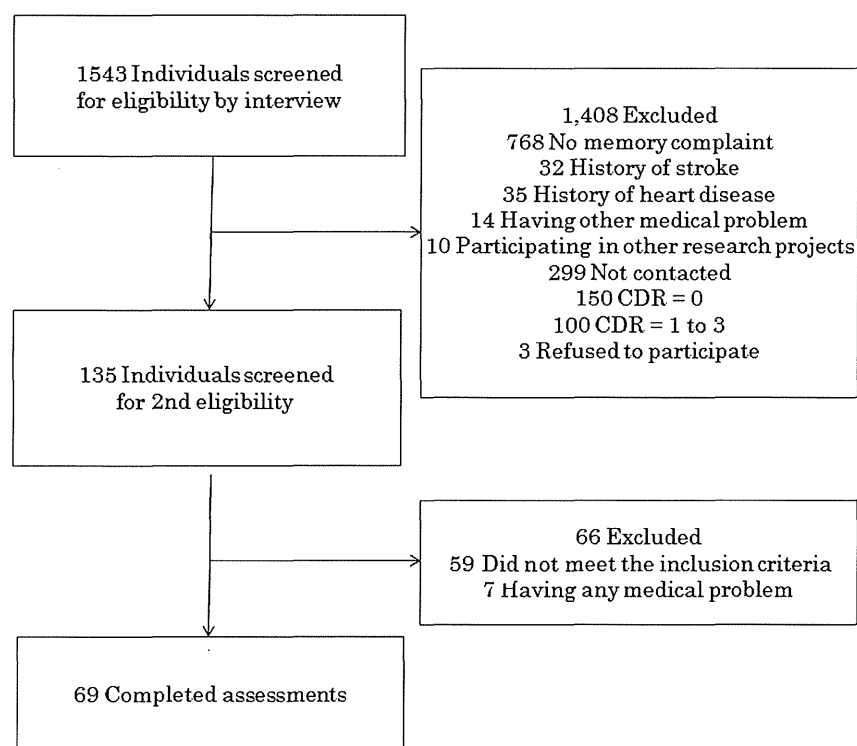 1543 Individuals screened
for eligibility by interview
1,408 Excluded
768 No memory complaint
32 History of stroke
35 History of heart disease
14 Having other medical problem
10 Participating in other research projects
299 Not contacted
150 CDR = 0
100 CDR = 1 to 3
3 Refused to participate
135 Individuals screened
for 2nd eligibility
66 Excluded
59 Did not meet the inclusion criteria
7 Having any medical problem
69 Completed assessments